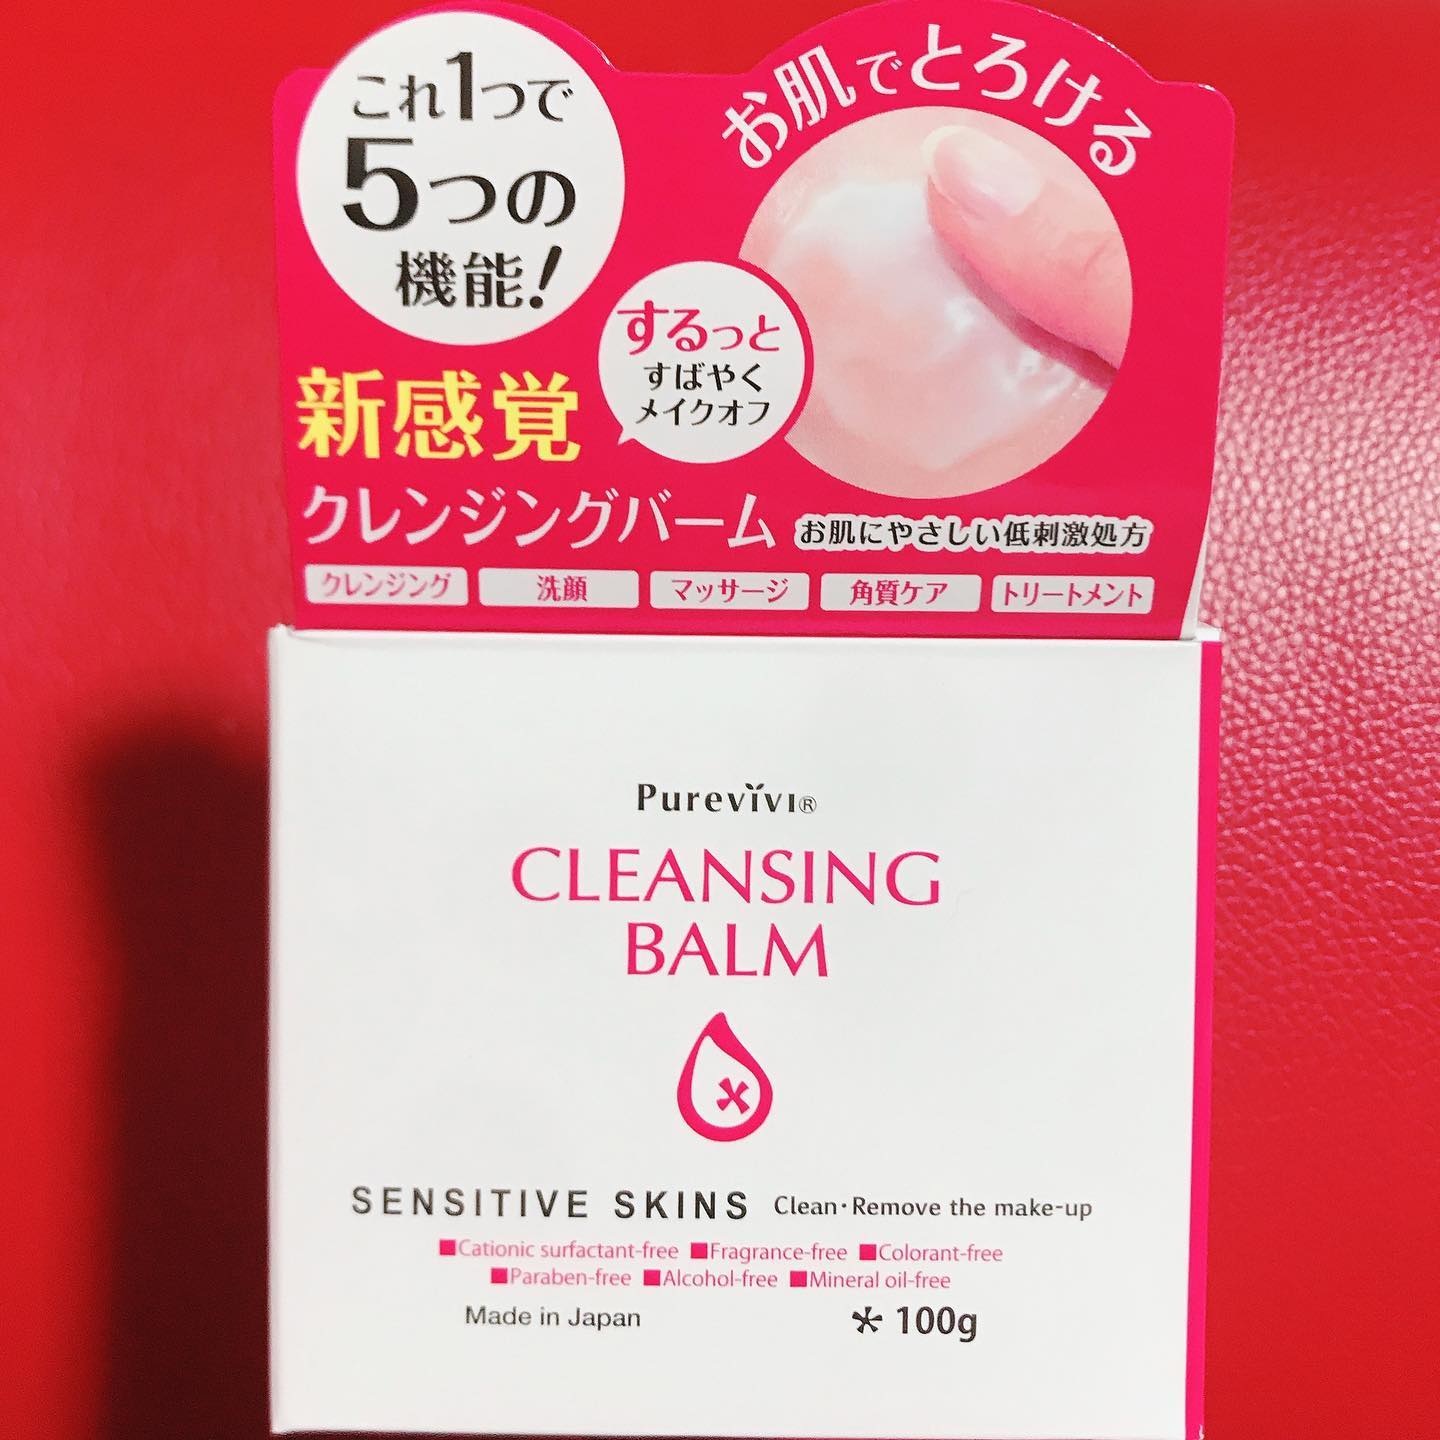 これ1つで
5つの
機能!
お肌でとろける
するっと
すばやく
メイクオフ
新感覚
クレンジングバーム お肌にやさしい低刺激処方
クレンジング 洗顔 マッサージ 角質ケア トリートメント
Purevivi®
CLEANSING
BALM
SENSITIVE SKINS Clean・Remove the make-up
■Cationic surfactant-free ■Fragrance-free ■Colorant-free
■Paraben-free ■Alcohol-free ■Mineral oil-free
Made in Japan * 100g